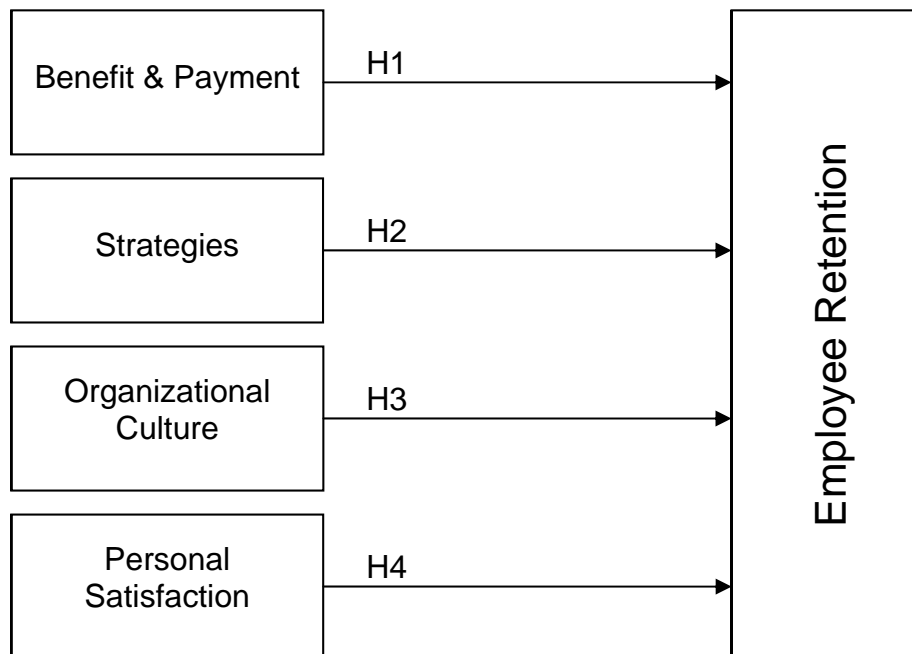 Benefit & Payment
H1
Strategies
H2
Organizational
Culture
H3
Personal
Satisfaction
H4
Employee Retention